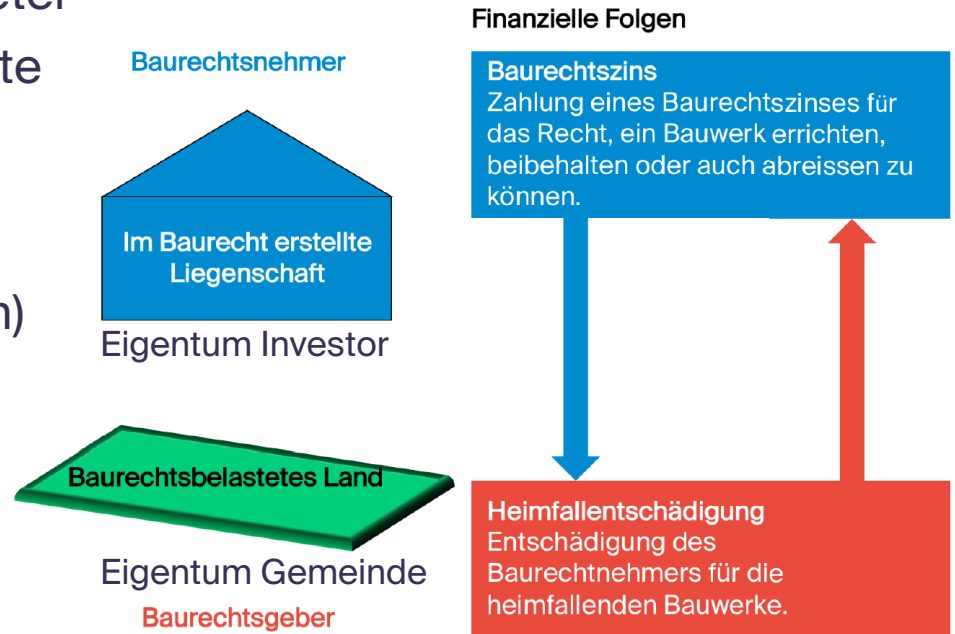 Baurechtsnehmer
Im Baurecht erstellte
Liegenschaft
Eigentum Investor
Baurechtsbelastetes Land
Eigentum Gemeinde
Baurechtsgeber
Finanzielle Folgen
Baurechtszins
Zahlung eines Baurechtszinses für
das Recht, ein Bauwerk errichten,
beibehalten oder auch abreissen zu
können.
Heimfallentschädigung
Entschädigung des
Baurechtnehmers für die
heimfallenden Bauwerke.